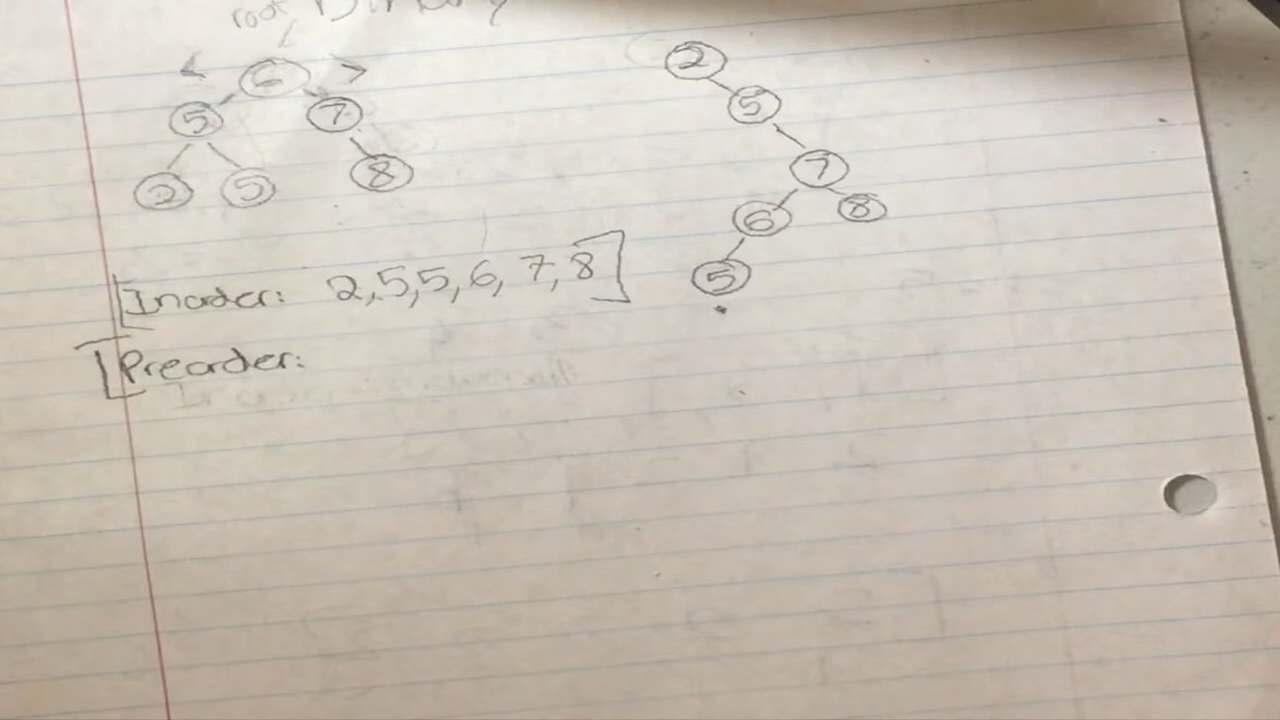 root Binary
< 6 >
5 7
2 5 8
2
5
7
6 8
5
[Inorder: 2,5,5,6,7,8]
[Preorder: